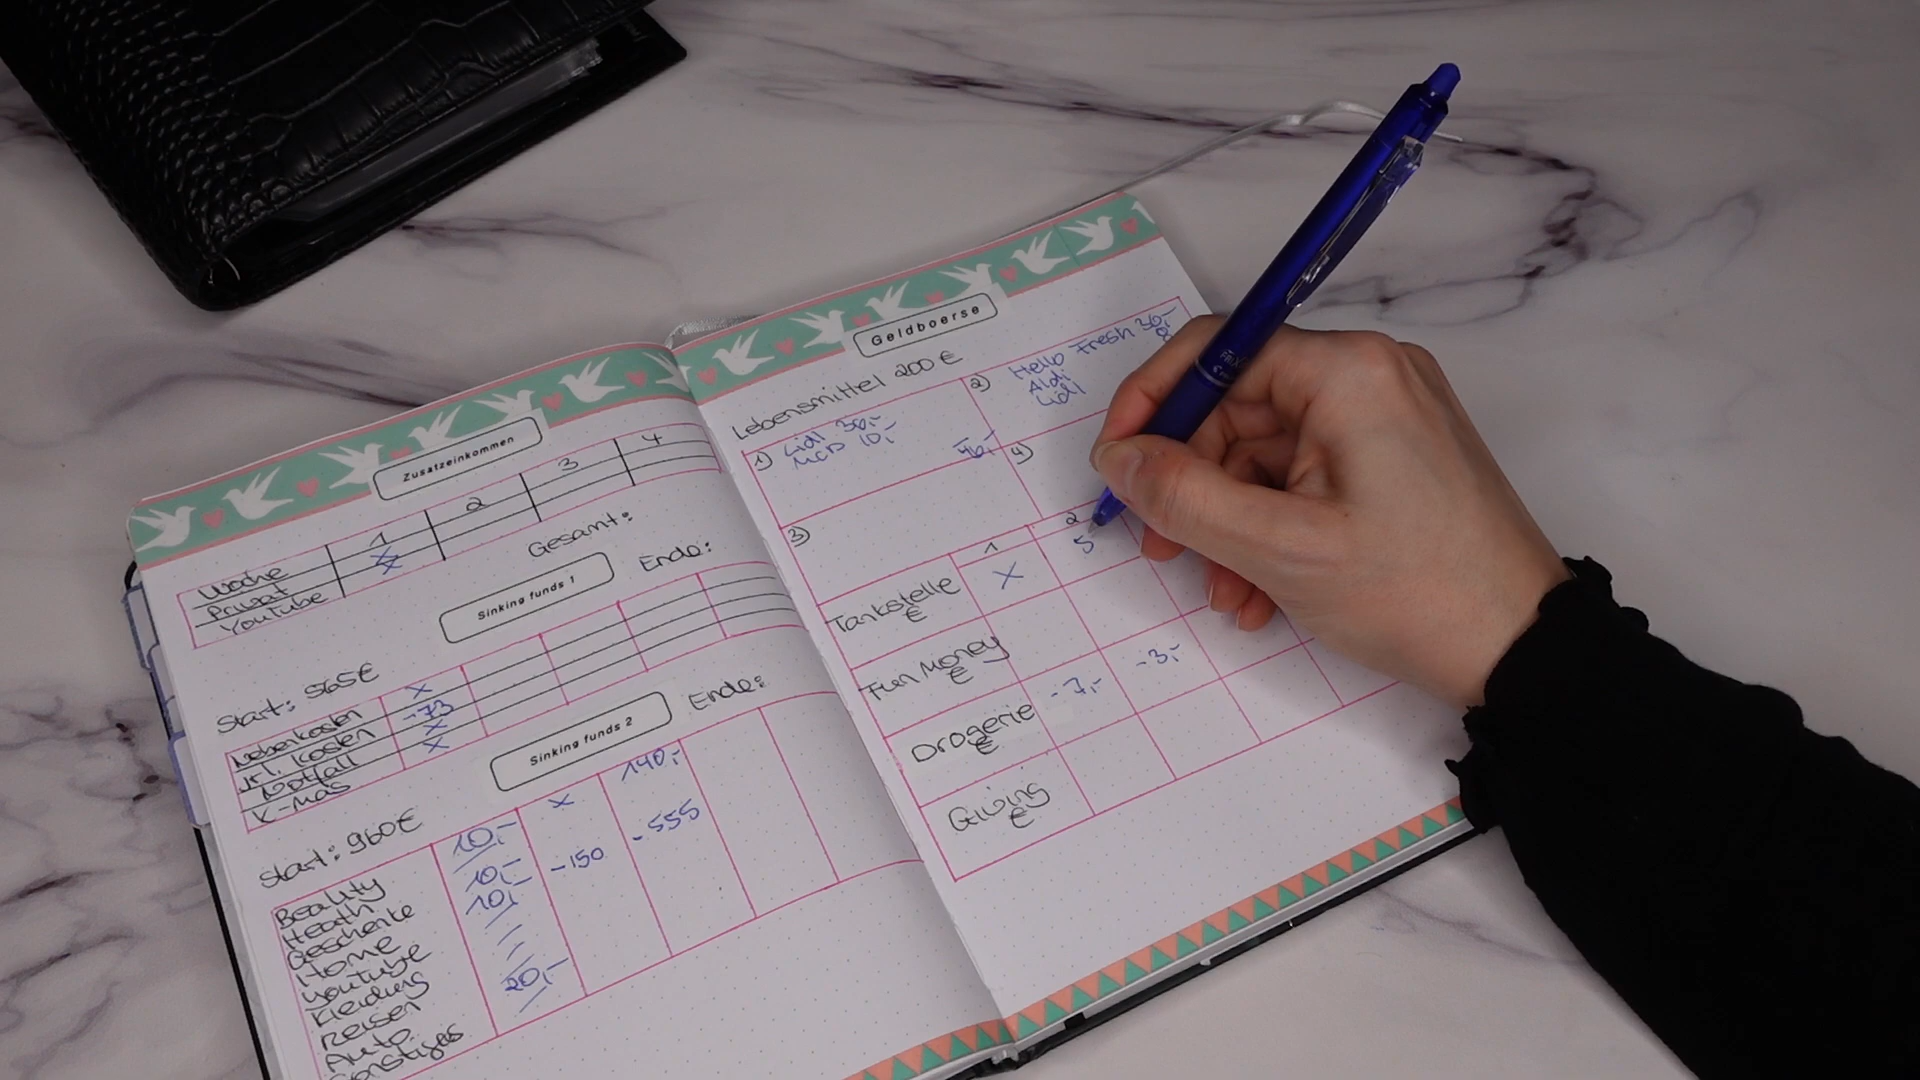 Zusatzeinkommen
1 2 3 4
Woche
Privat
YouTube
Gesamt:
Sinking funds 1
Start: 565€ Ende:
Nebenkosten x
Jrl. Kosten -73
Notfall x
K-Mas x
Sinking funds 2
Start: 960€ Ende:
Beauty 10,- x 140,-
Health 10,- -150 -555
Geschenke 10,-
Home
YouTube
Kleidung 20,-
Reisen
Auto
Sonstiges
Geldboerse
Lebensmittel 200€
1) Lidl 30,-
McD 10,-
2) Hello Fresh 30,-
Aldi
Lidl
3)
4)
1 2
Tankstelle € X 5
Fun Money €
Drogerie € -7,- -3,-
Giving €
FRIXION